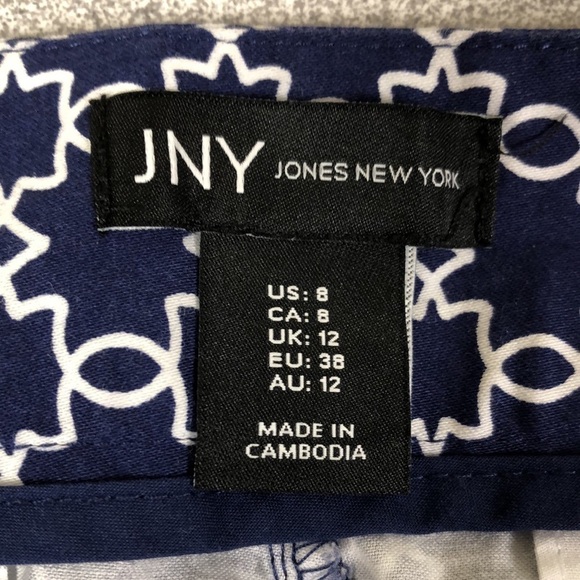 JNY JONES NEW YORK
US: 8
CA: 8
UK: 12
EU: 38
AU: 12
MADE IN
CAMBODIA